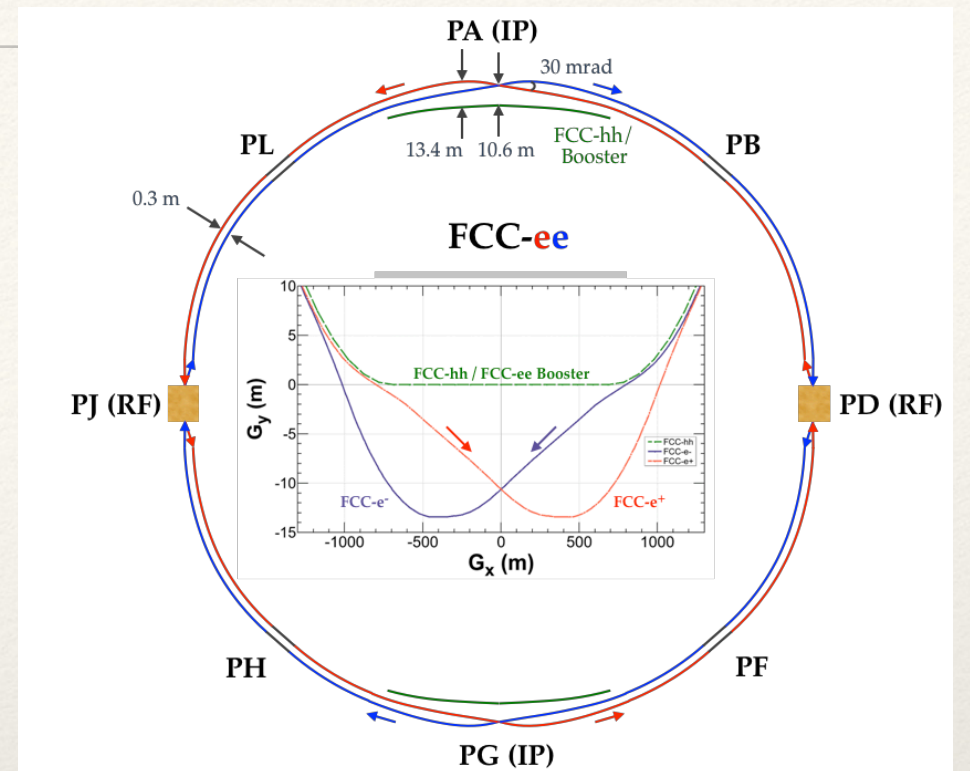 PA (IP)
30 mrad
PL
PB
13.4 m 10.6 m
FCC-hh/
Booster
0.3 m
FCC-ee
10
5
0
-5
-10
-15
Gy (m)
FCC-hh / FCC-ee Booster
FCC-hh
FCC-e-
FCC-e+
FCC-e-
FCC-e+
-1000 -500 0 500 1000
Gx (m)
PJ (RF)
PD (RF)
PH
PF
PG (IP)